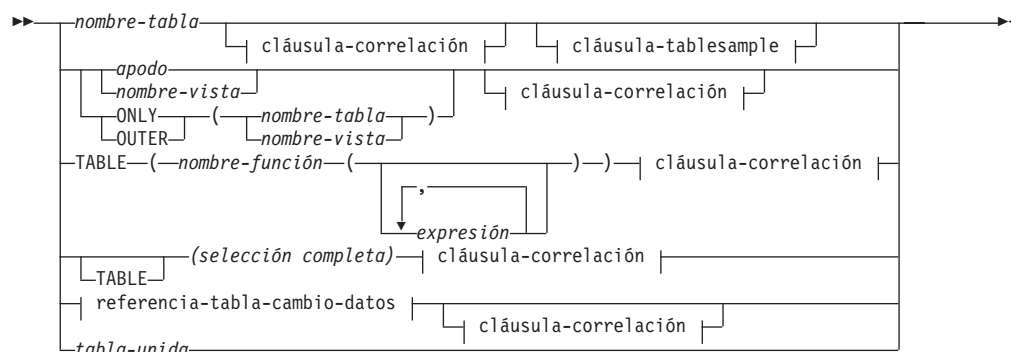 nombre-tabla
cláusula-correlación cláusula-tablesample
apodo
nombre-vista cláusula-correlación
ONLY ( nombre-tabla )
OUTER nombre-vista
TABLE ( nombre-función ( ) ) cláusula-correlación
,
expresión
(selección completa) cláusula-correlación
TABLE
referencia-tabla-cambio-datos
cláusula-correlación
tabla-unida